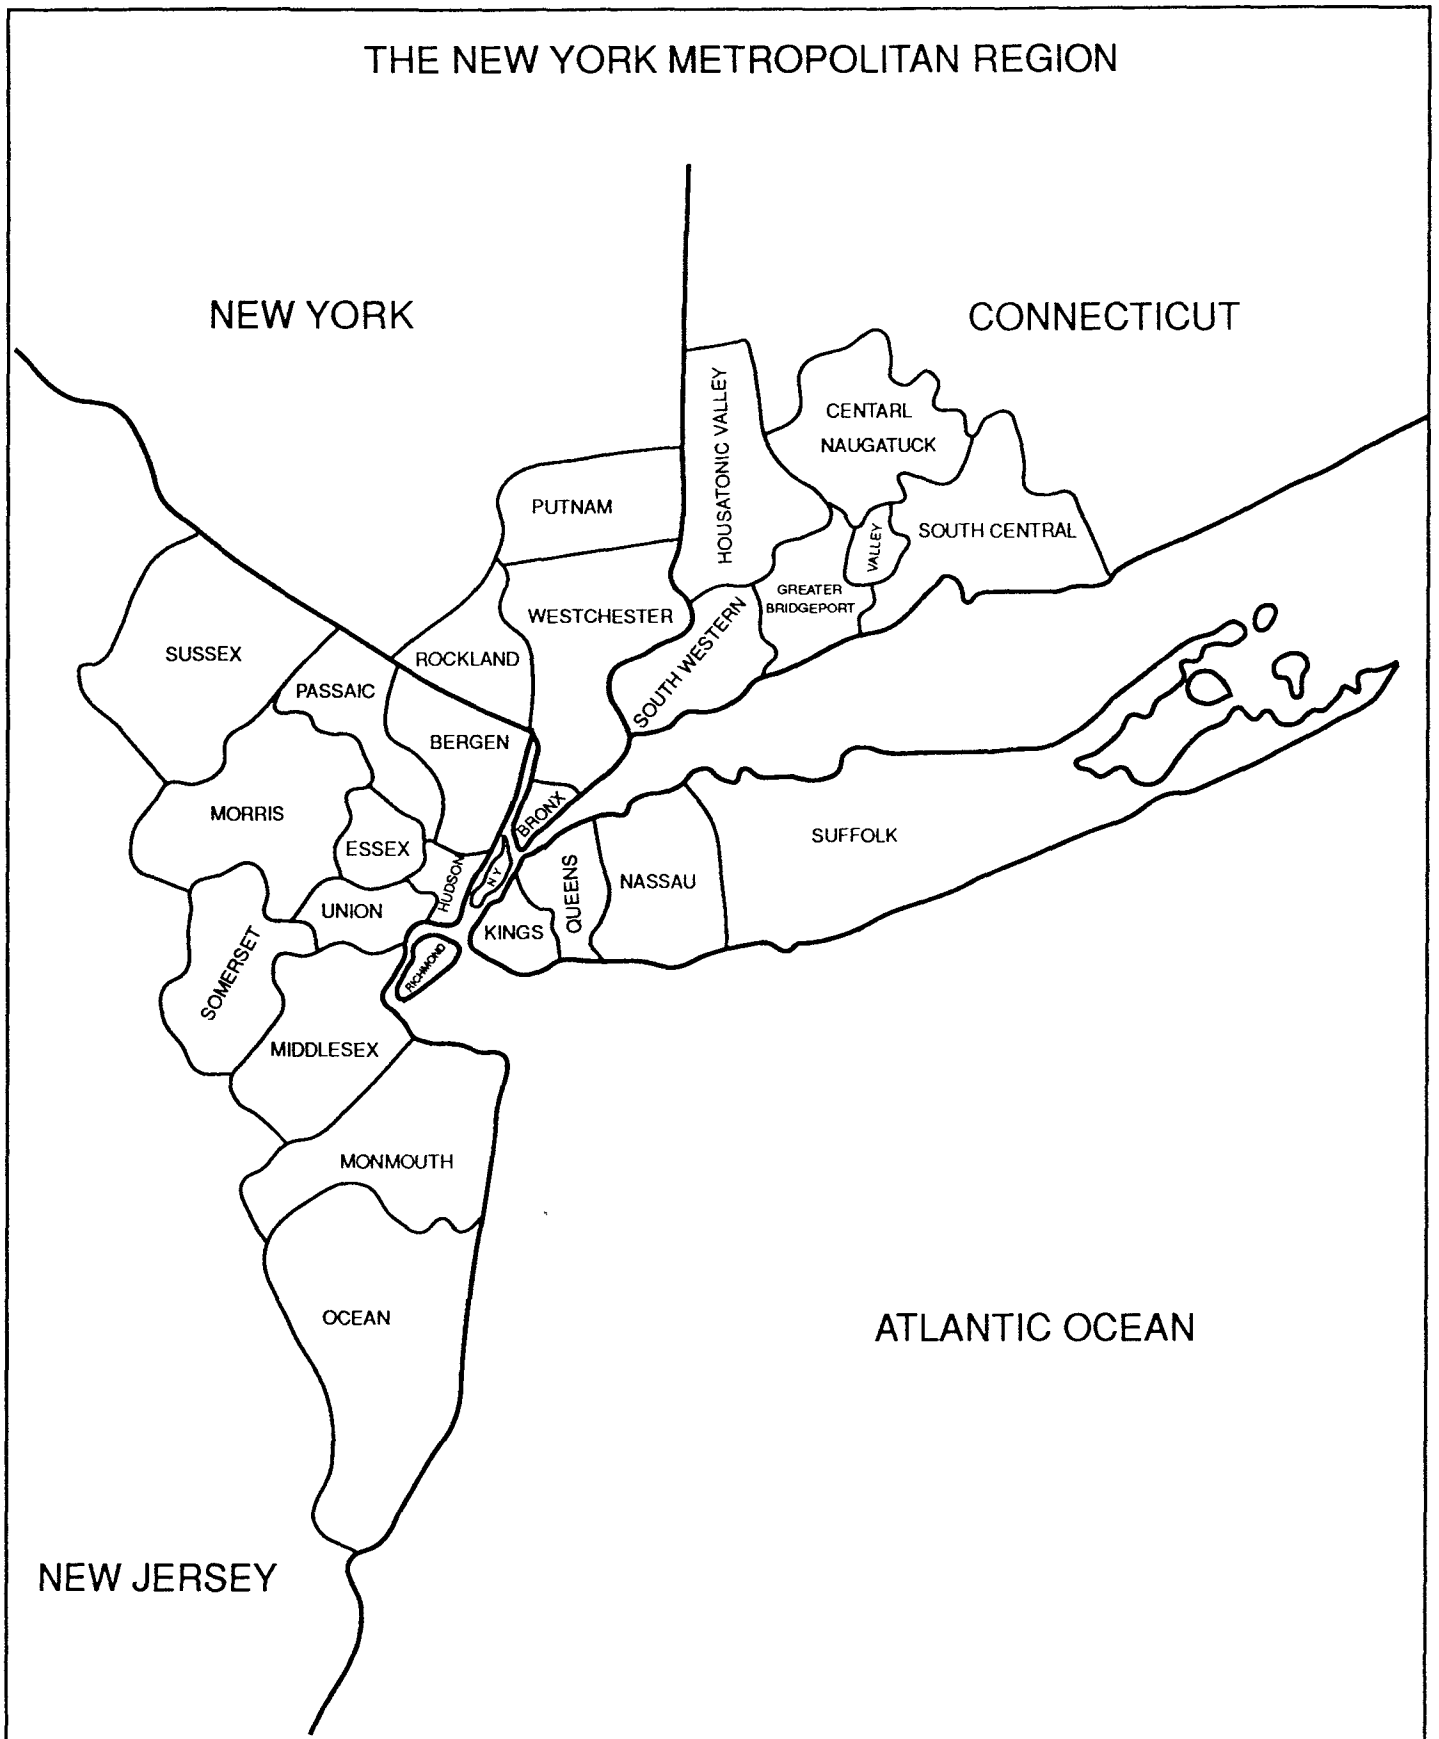 THE NEW YORK METROPOLITAN REGION
NEW YORK
CONNECTICUT
HOUSATONIC VALLEY
CENTARL
NAUGATUCK
PUTNAM
VALLEY
SOUTH CENTRAL
GREATER
BRIDGEPORT
WESTCHESTER
SOUTH WESTERN
SUSSEX
ROCKLAND
PASSAIC
BERGEN
MORRIS
BRONX
ESSEX
HUDSON
NY
SUFFOLK
QUEENS
NASSAU
UNION
KINGS
RICHMOND
SOMERSET
MIDDLESEX
MONMOUTH
OCEAN
ATLANTIC OCEAN
NEW JERSEY